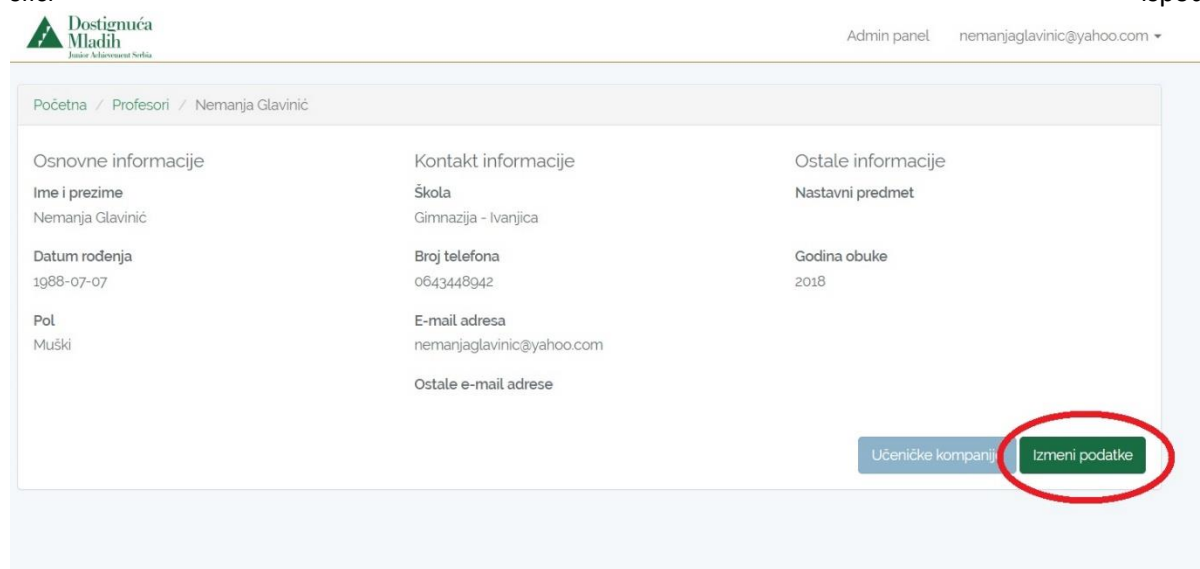 Dostignuća
Mladih
Junior Achievement Serbia
Admin panel nemanjaglavinic@yahoo.com
Početna / Profesori / Nemanja Glavinić
Osnovne informacije
Ime i prezime
Nemanja Glavinić
Datum rođenja
1988-07-07
Pol
Muški
Kontakt informacije
Škola
Gimnazija - Ivanjica
Broj telefona
0643448942
E-mail adresa
nemanjaglavinic@yahoo.com
Ostale e-mail adrese
Ostale informacije
Nastavni predmet
Godina obuke
2018
Učeničke kompanije
Izmeni podatke